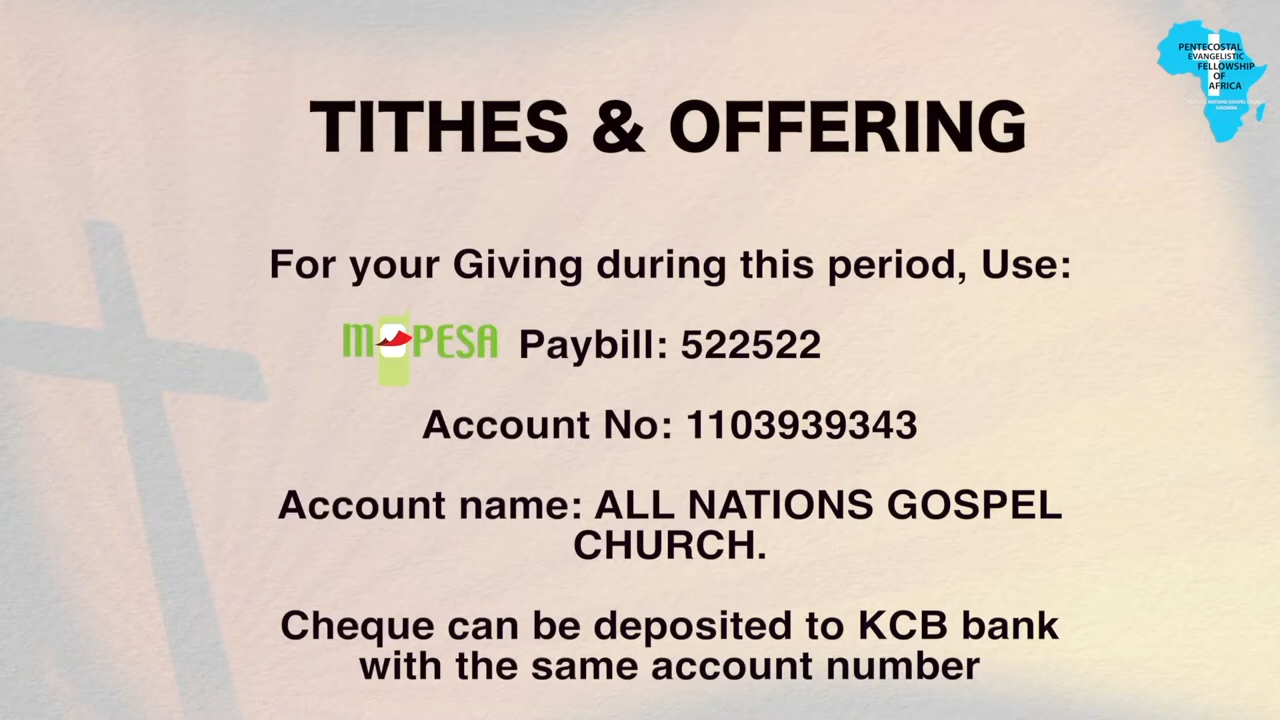 PENTECOSTAL
EVANGELISTIC
FELLOWSHIP
OF
AFRICA
TITHES & OFFERING
For your Giving during this period, Use:
M PESA Paybill: 522522
Account No: 1103939343
Account name: ALL NATIONS GOSPEL
CHURCH.
Cheque can be deposited to KCB bank
with the same account number